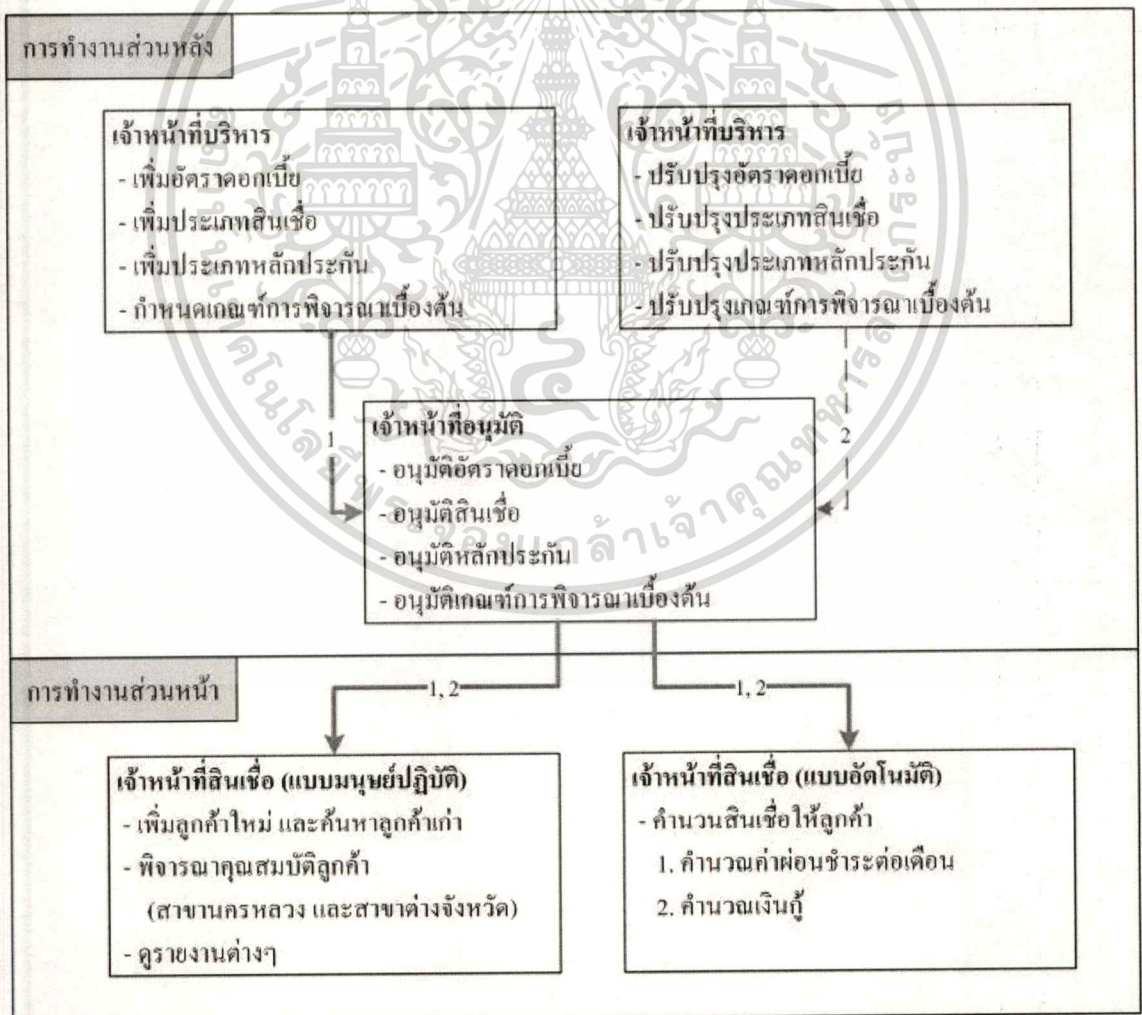 การทำงานส่วนหลัง
เจ้าหน้าที่บริหาร
- เพิ่มอัตราดอกเบี้ย
- เพิ่มประเภทสินเชื่อ
- เพิ่มประเภทหลักประกัน
- กำหนดเกณฑ์การพิจารณาเบื้องต้น
เจ้าหน้าที่บริหาร
- ปรับปรุงอัตราดอกเบี้ย
- ปรับปรุงประเภทสินเชื่อ
- ปรับปรุงประเภทหลักประกัน
- ปรับปรุงเกณฑ์การพิจารณาเบื้องต้น
1
2
เจ้าหน้าที่อนุมัติ
- อนุมัติอัตราดอกเบี้ย
- อนุมัติสินเชื่อ
- อนุมัติหลักประกัน
- อนุมัติเกณฑ์การพิจารณาเบื้องต้น
การทำงานส่วนหน้า
1, 2
1, 2
เจ้าหน้าที่สินเชื่อ (แบบมนุษย์ปฏิบัติ)
- เพิ่มลูกค้าใหม่ และค้นหาลูกค้าเก่า
- พิจารณาคุณสมบัติลูกค้า
(สาขานครหลวง และสาขาต่างจังหวัด)
- ดูรายงานต่างๆ
เจ้าหน้าที่สินเชื่อ (แบบอัตโนมัติ)
- คำนวนสินเชื่อให้ลูกค้า
1. คำนวณค่าผ่อนชำระต่อเดือน
2. คำนวณเงินกู้